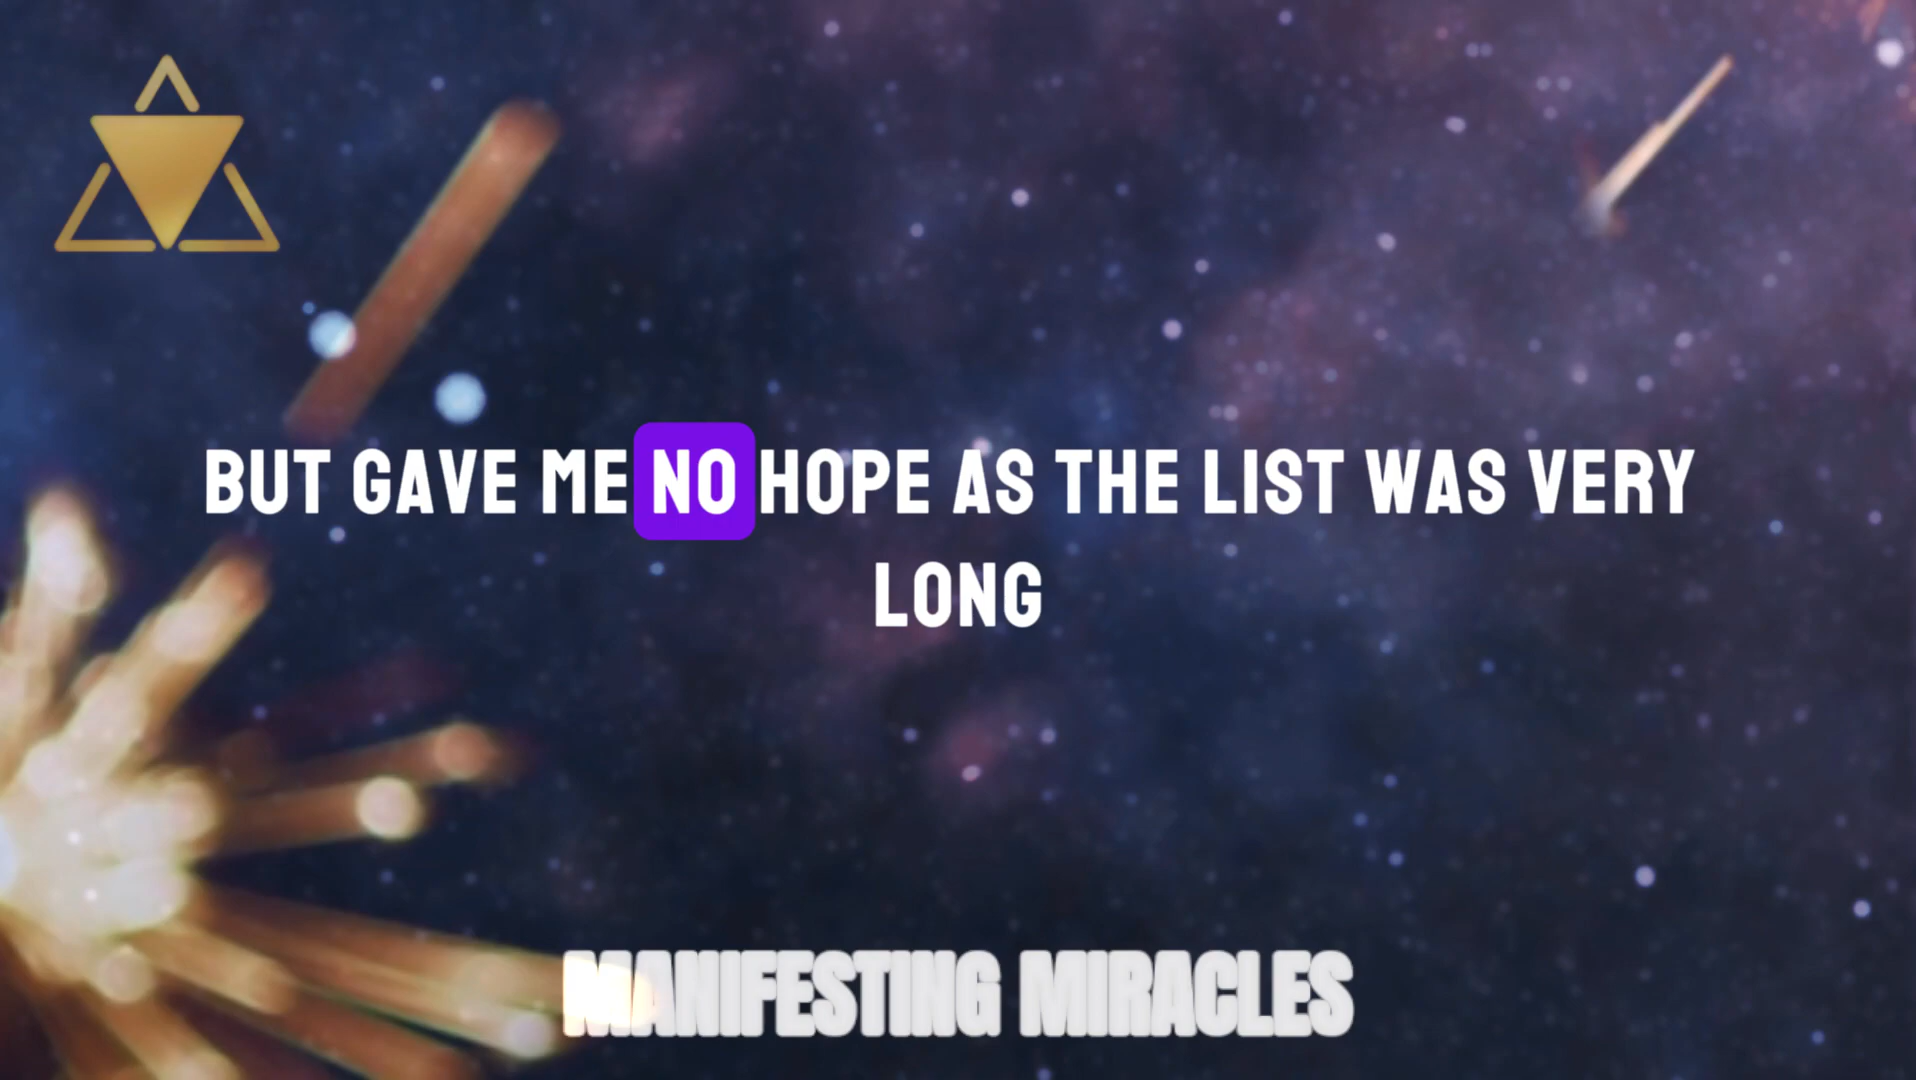 BUT GAVE ME NO HOPE AS THE LIST WAS VERY
LONG
MANIFESTING MIRACLES